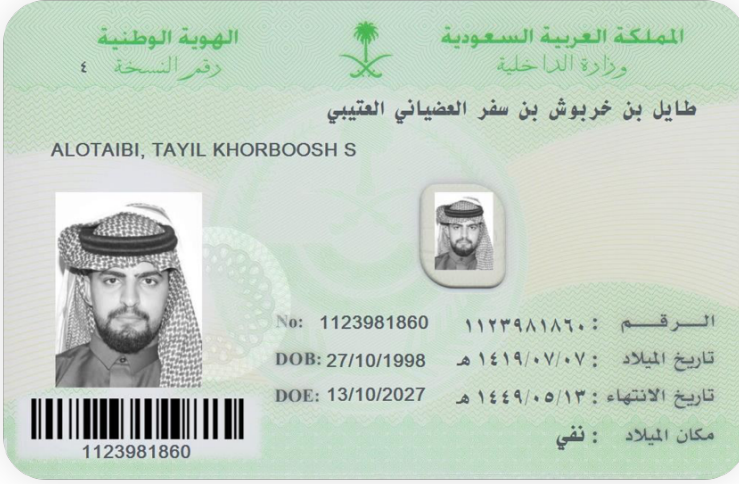 المملكة العربية السعودية
وزارة الداخلية
الهوية الوطنية
رقم النسخة ٤
طايل بن خربوش بن سفر العضياني العتيبي
ALOTAIBI, TAYIL KHORBOOSH S
الرقم : ١١٢٣٩٨١٨٦٠ No: 1123981860
تاريخ الميلاد : ١٤١٩/٠٧/٠٧ هـ DOB: 27/10/1998
تاريخ الانتهاء : ١٤٤٩/٠٥/١٣ هـ DOE: 13/10/2027
مكان الميلاد : نفي
1123981860